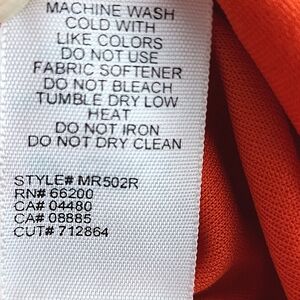 MACHINE WASH
COLD WITH
LIKE COLORS
DO NOT USE
FABRIC SOFTENER
DO NOT BLEACH
TUMBLE DRY LOW
HEAT
DO NOT IRON
DO NOT DRY CLEAN
STYLE# MR502R
RN# 66200
CA# 04480
CA# 08885
CUT# 712864